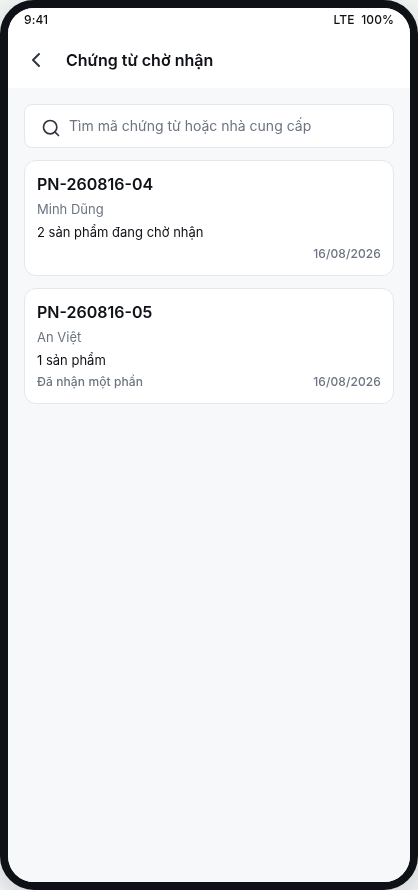 9:41 LTE 100%
Chứng từ chờ nhận
Tìm mã chứng từ hoặc nhà cung cấp
PN-260816-04
Minh Dũng
2 sản phẩm đang chờ nhận
16/08/2026
PN-260816-05
An Việt
1 sản phẩm
Đã nhận một phần 16/08/2026